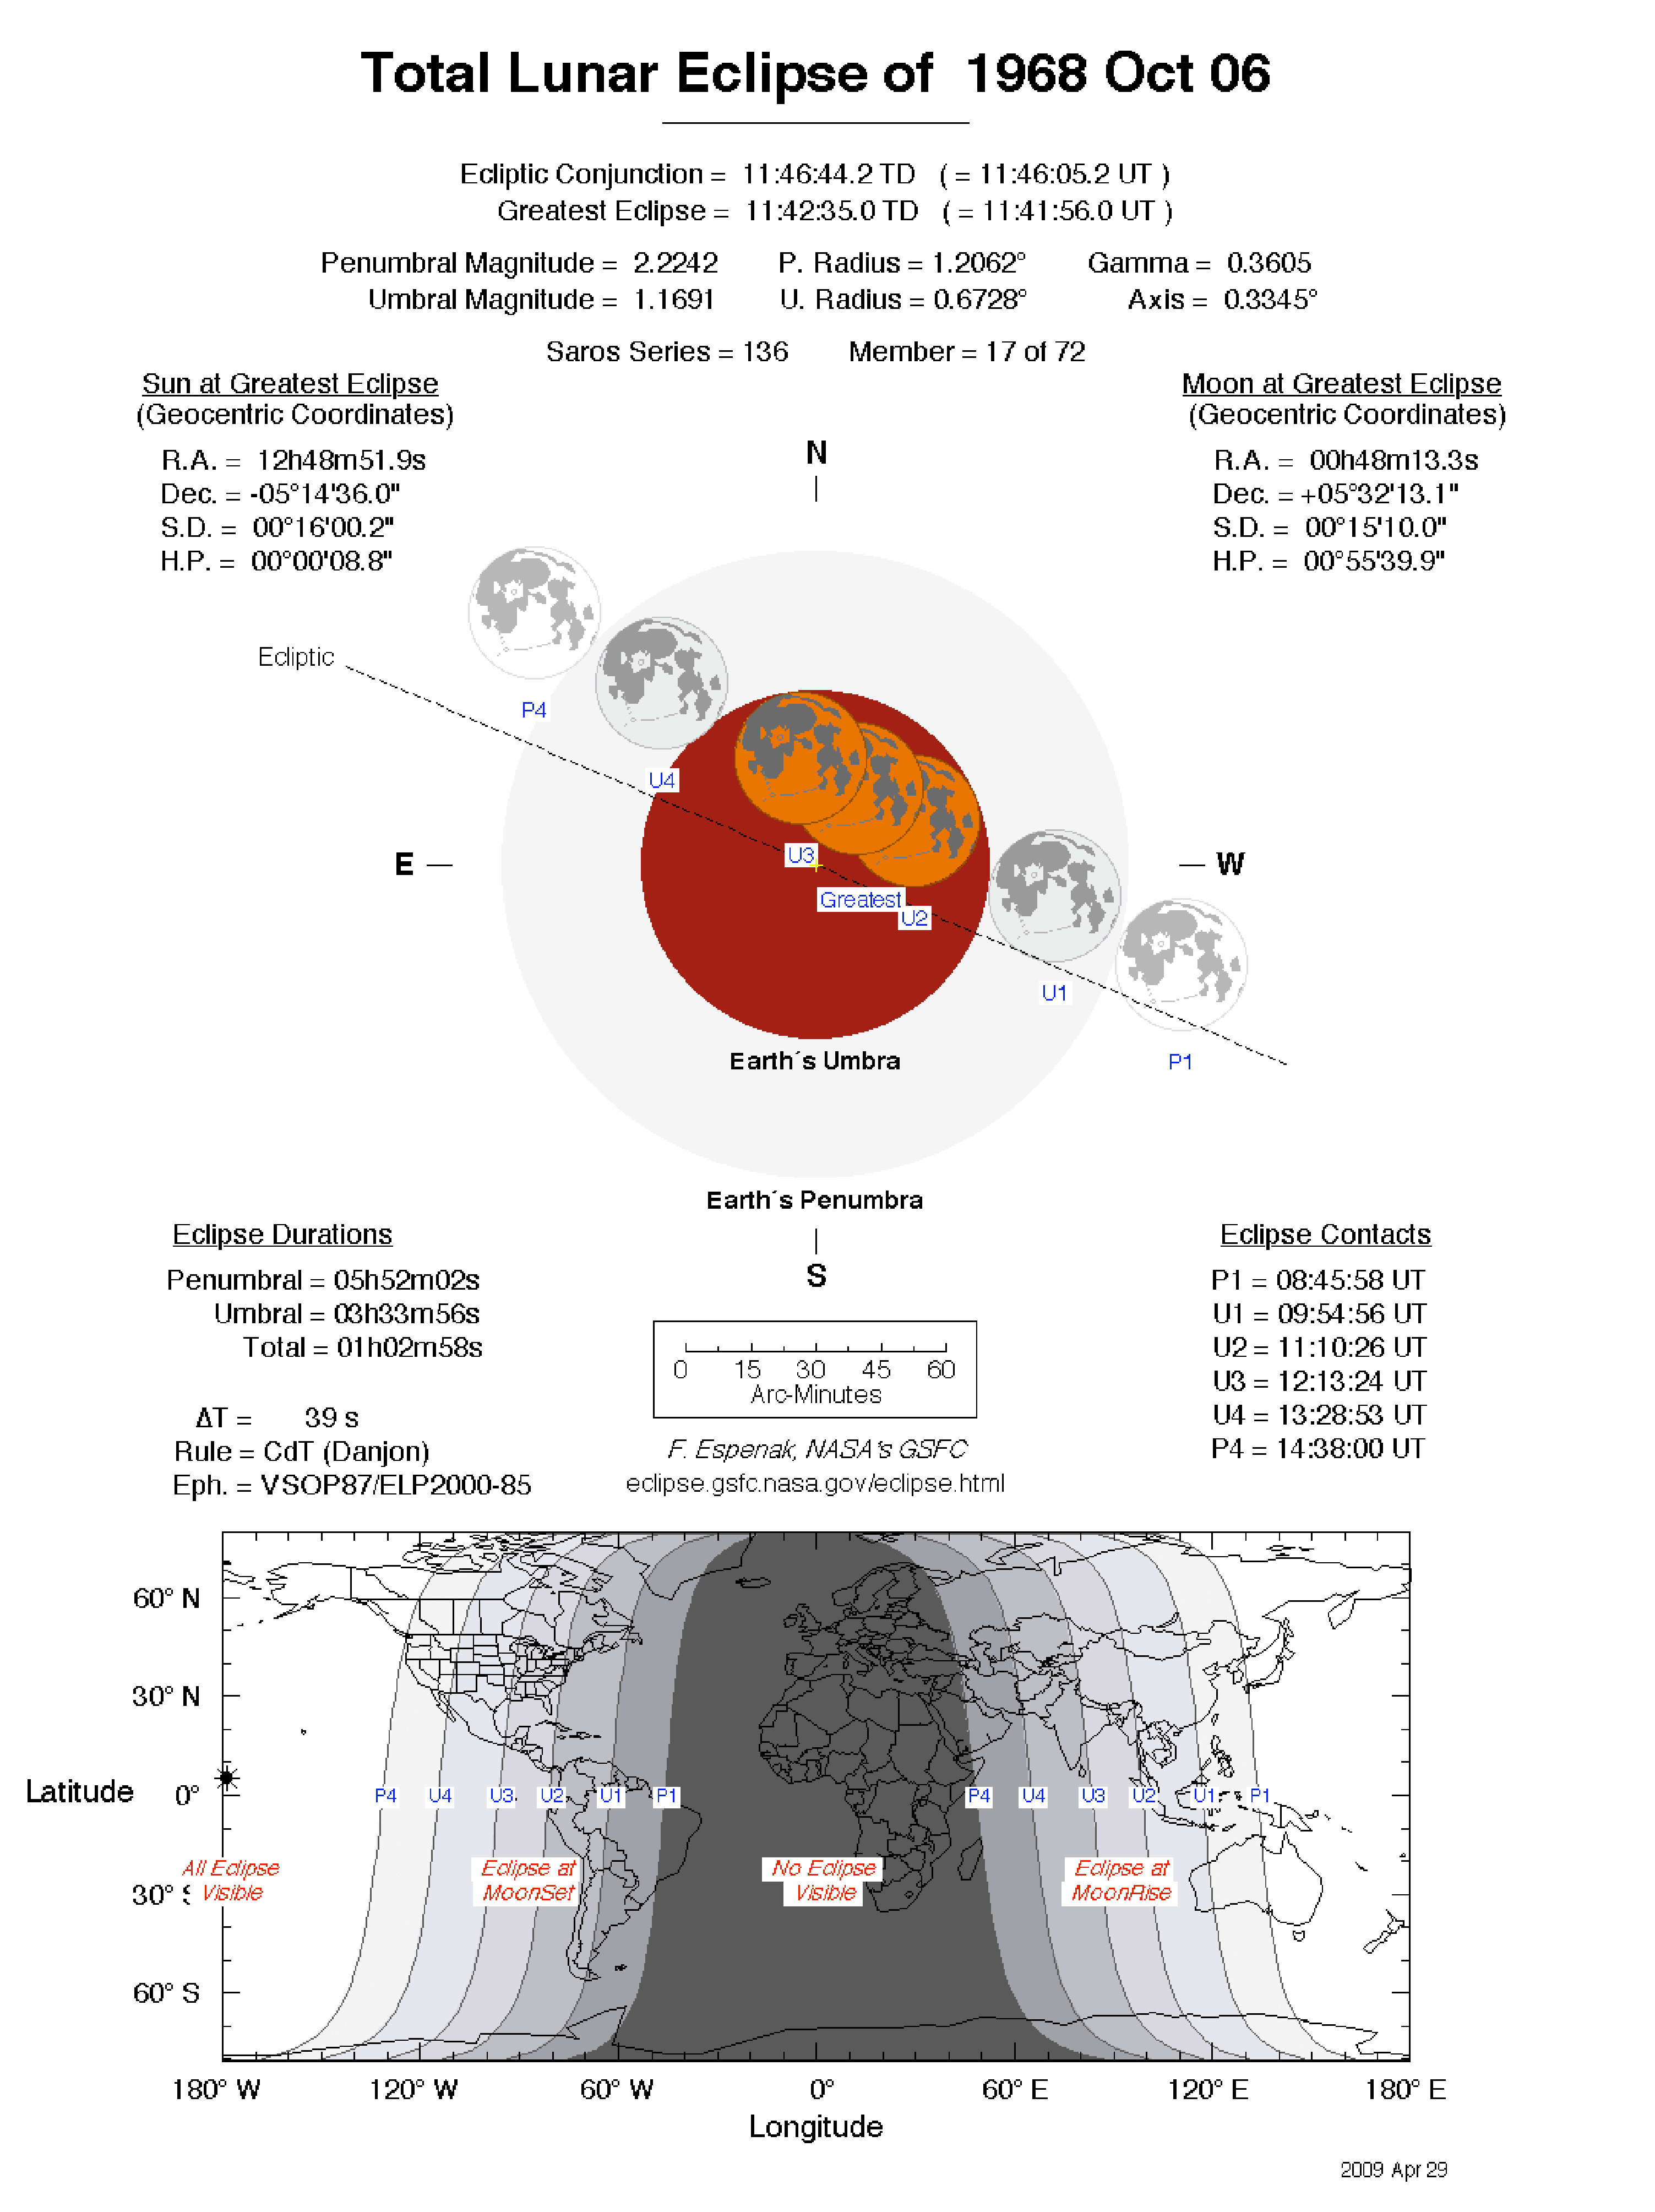 Total Lunar Eclipse of 1968 Oct 06
Ecliptic Conjunction = 11:46:44.2 TD ( = 11:46:05.2 UT )
Greatest Eclipse = 11:42:35.0 TD ( = 11:41:56.0 UT )
Penumbral Magnitude = 2.2242 P. Radius = 1.2062° Gamma = 0.3605
Umbral Magnitude = 1.1691 U. Radius = 0.6728° Axis = 0.3345°
Saros Series = 136 Member = 17 of 72
Sun at Greatest Eclipse
(Geocentric Coordinates)
R.A. = 12h48m51.9s
Dec. = -05°14'36.0"
S.D. = 00°16'00.2"
H.P. = 00°00'08.8"
Moon at Greatest Eclipse
(Geocentric Coordinates)
R.A. = 00h48m13.3s
Dec. = +05°32'13.1"
S.D. = 00°15'10.0"
H.P. = 00°55'39.9"
N
Ecliptic
P4
U4
E
W
U3
Greatest
U2
U1
P1
Earth´s Umbra
Earth´s Penumbra
S
Eclipse Durations
Penumbral = 05h52m02s
Umbral = 03h33m56s
Total = 01h02m58s
ΔT = 39 s
Rule = CdT (Danjon)
Eph. = VSOP87/ELP2000-85
0 15 30 45 60
Arc-Minutes
F. Espenak, NASA's GSFC
eclipse.gsfc.nasa.gov/eclipse.html
Eclipse Contacts
P1 = 08:45:58 UT
U1 = 09:54:56 UT
U2 = 11:10:26 UT
U3 = 12:13:24 UT
U4 = 13:28:53 UT
P4 = 14:38:00 UT
60° N
30° N
Latitude 0°
P4 U4 U3 U2 U1 P1 P4 U4 U3 U2 U1 P1
All Eclipse Visible
Eclipse at MoonSet
No Eclipse Visible
Eclipse at MoonRise
30° S
60° S
180° W 120° W 60° W 0° 60° E 120° E 180° E
Longitude
2009 Apr 29